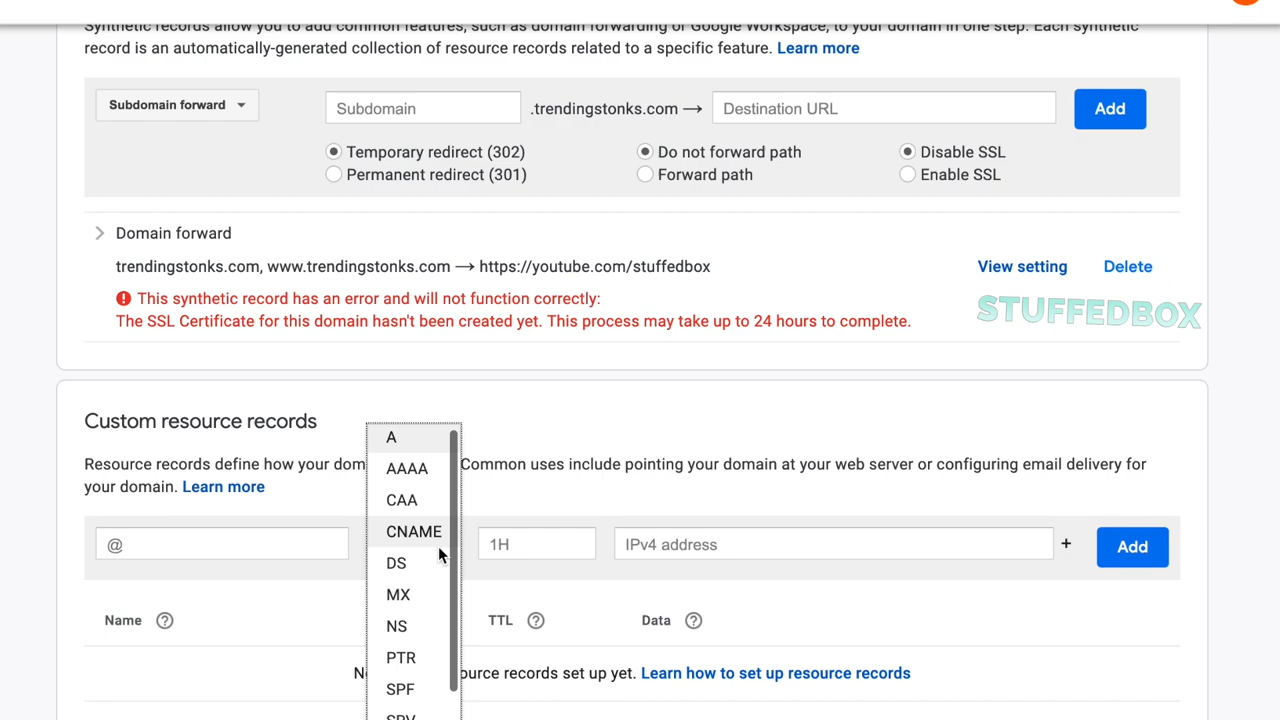 Synthetic records allow you to add common features, such as domain forwarding or Google Workspace, to your domain in one step. Each synthetic
record is an automatically-generated collection of resource records related to a specific feature. Learn more
Subdomain forward
Subdomain
.trendingstonks.com →
Destination URL
Add
Temporary redirect (302)
Do not forward path
Disable SSL
Permanent redirect (301)
Forward path
Enable SSL
Domain forward
trendingstonks.com, www.trendingstonks.com → https://youtube.com/stuffedbox
View setting
Delete
This synthetic record has an error and will not function correctly:
The SSL Certificate for this domain hasn't been created yet. This process may take up to 24 hours to complete.
STUFFEDBOX
Custom resource records
Resource records define how your dom
Common uses include pointing your domain at your web server or configuring email delivery for
your domain. Learn more
A
AAAA
CAA
CNAME
DS
MX
NS
PTR
SPF
SRV
@
1H
IPv4 address
+
Add
Name ?
TTL ?
Data ?
ource records set up yet. Learn how to set up resource records